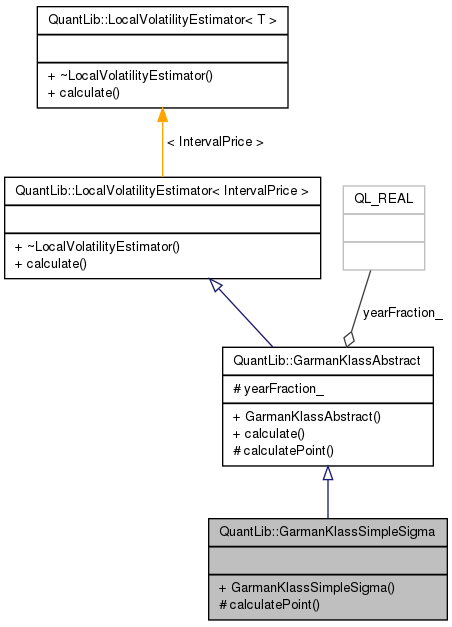 QuantLib::LocalVolatilityEstimator< T >
+ ~LocalVolatilityEstimator()
+ calculate()
< IntervalPrice >
QuantLib::LocalVolatilityEstimator< IntervalPrice >
+ ~LocalVolatilityEstimator()
+ calculate()
QL_REAL
yearFraction_
QuantLib::GarmanKlassAbstract
# yearFraction_
+ GarmanKlassAbstract()
+ calculate()
# calculatePoint()
QuantLib::GarmanKlassSimpleSigma
+ GarmanKlassSimpleSigma()
# calculatePoint()